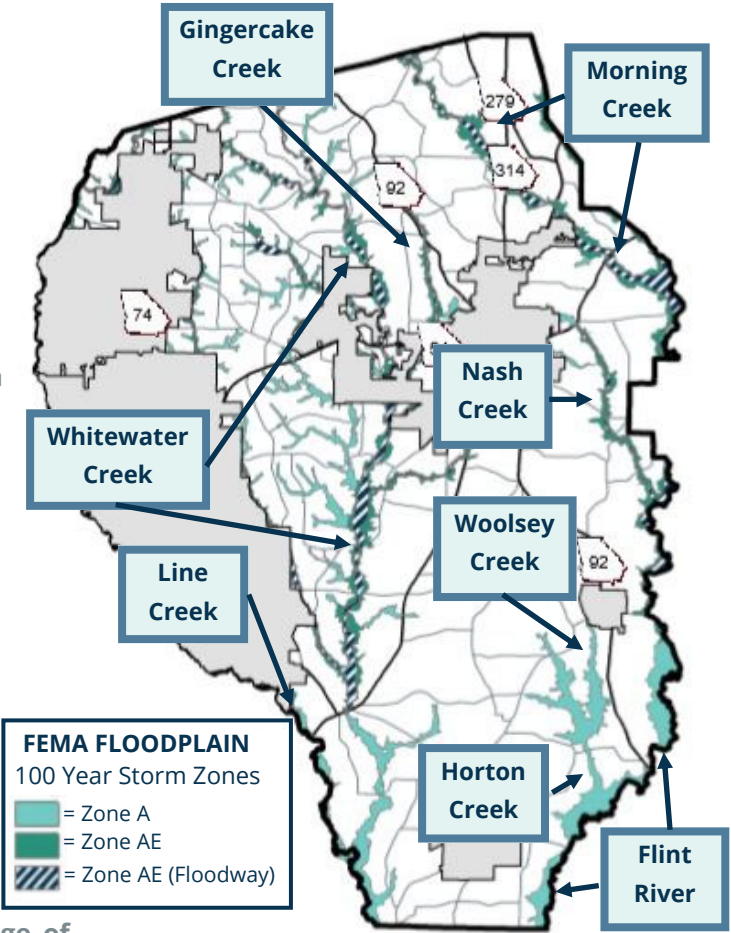 Gingercake
Creek
Morning
Creek
279
314
92
74
Nash
Creek
Whitewater
Creek
Woolsey
Creek
92
Line
Creek
FEMA FLOODPLAIN
100 Year Storm Zones
= Zone A
= Zone AE
= Zone AE (Floodway)
Horton
Creek
Flint
River